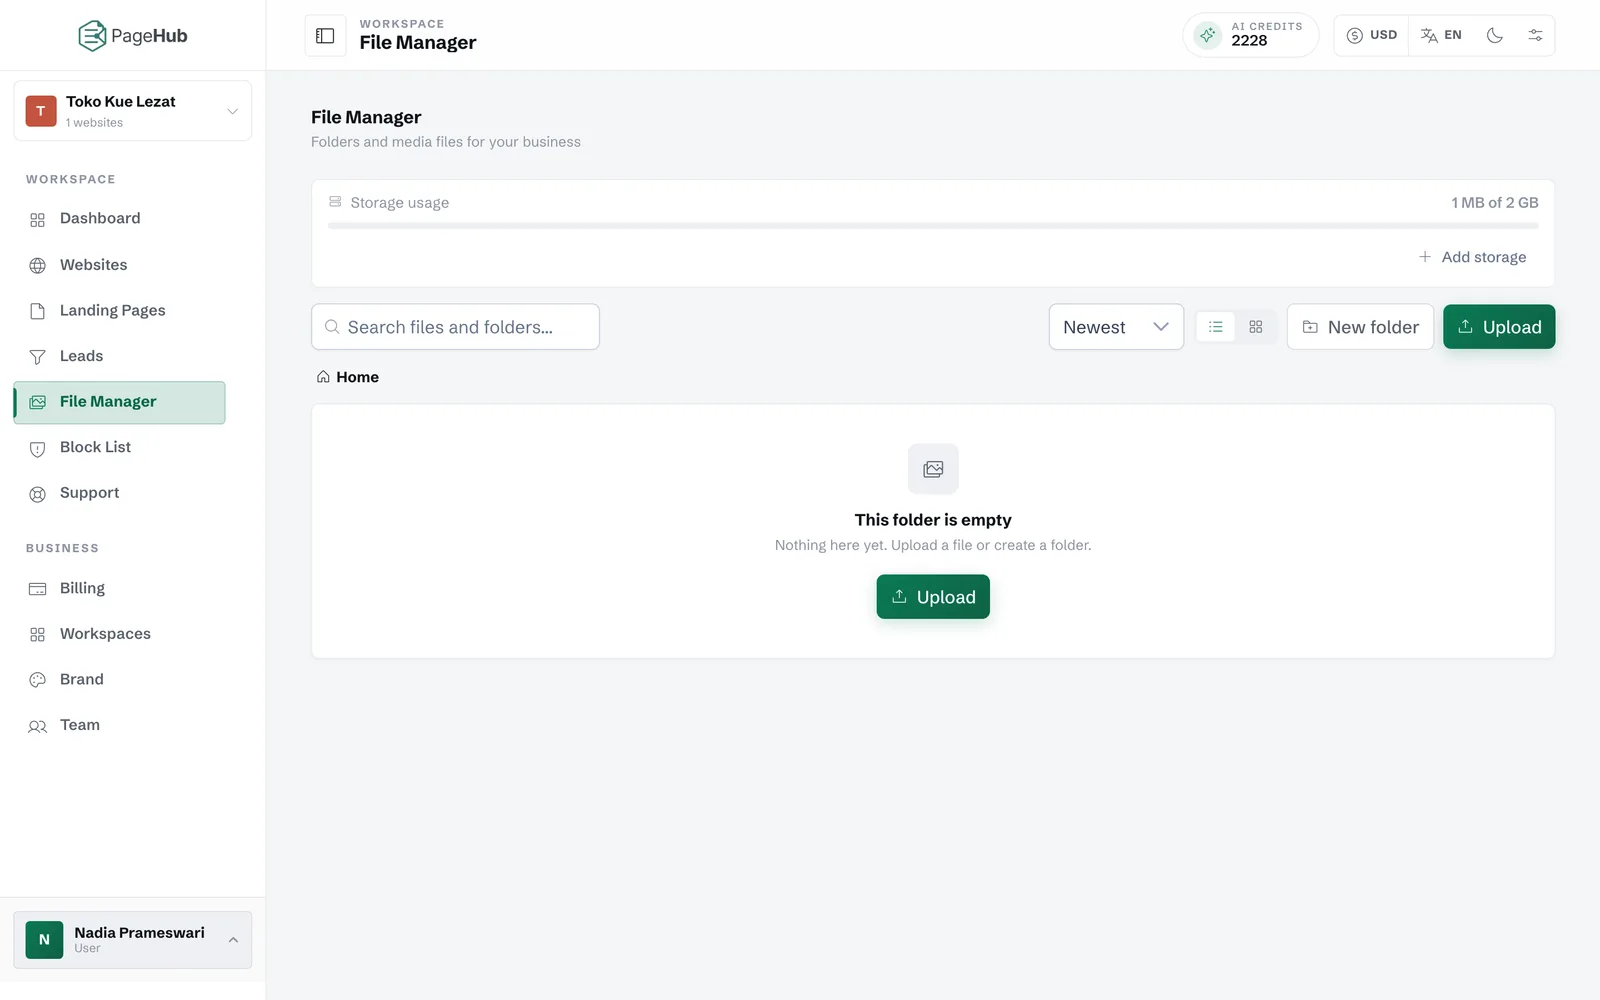 PageHub
WORKSPACE
File Manager
AI CREDITS
2228
USD
EN
T
Toko Kue Lezat
1 websites
WORKSPACE
Dashboard
Websites
Landing Pages
Leads
File Manager
Block List
Support
BUSINESS
Billing
Workspaces
Brand
Team
N
Nadia Prameswari
User
File Manager
Folders and media files for your business
Storage usage
1 MB of 2 GB
Add storage
Search files and folders...
Newest
New folder
Upload
Home
This folder is empty
Nothing here yet. Upload a file or create a folder.
Upload